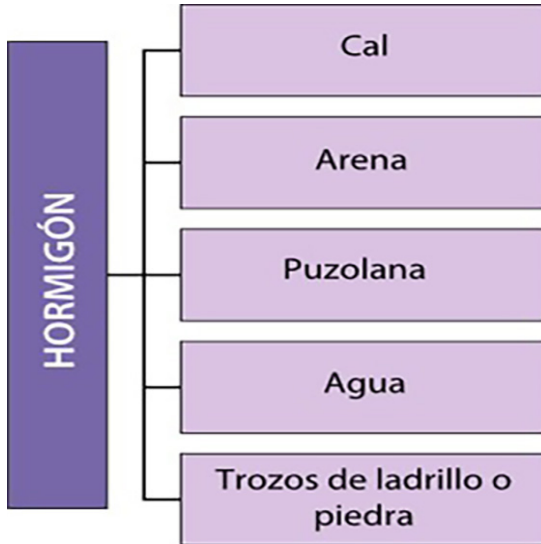 HORMIGÓN
Cal
Arena
Puzolana
Agua
Trozos de ladrillo o
piedra